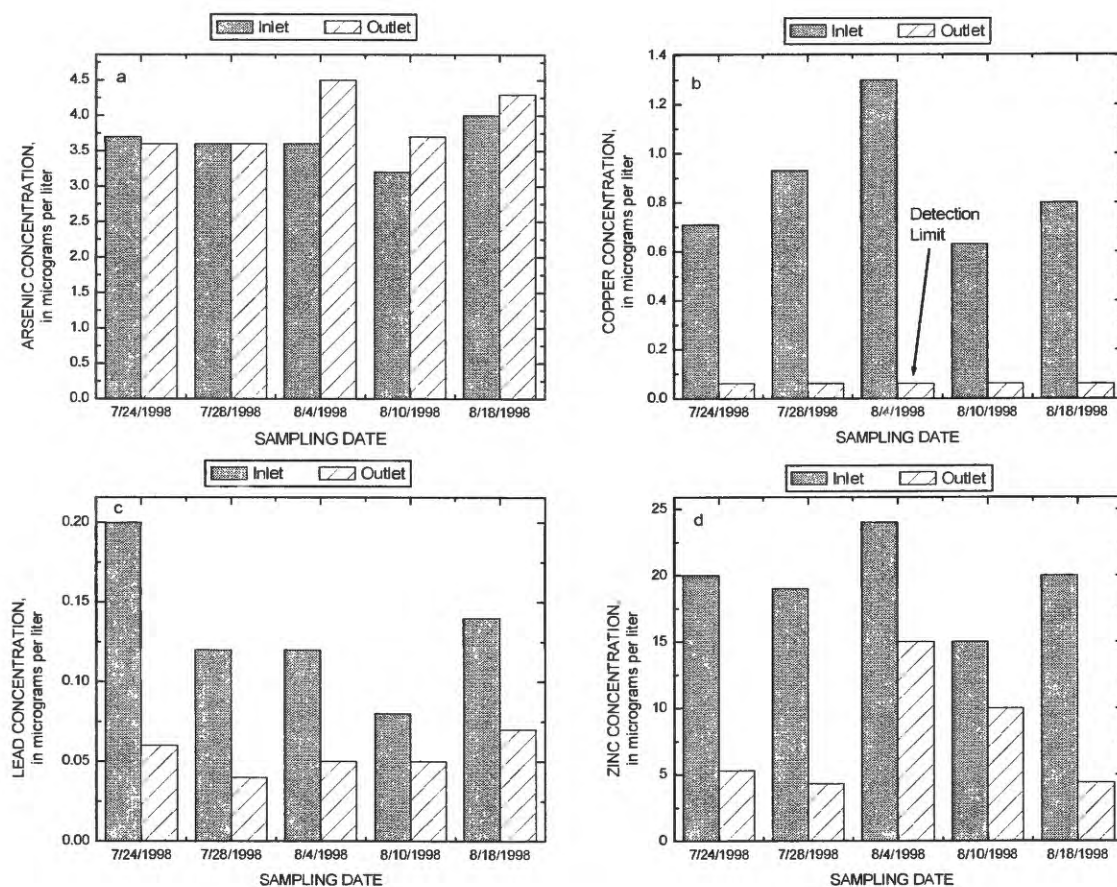 Inlet Outlet
a
4.5
4.0
3.5
3.0
2.5
2.0
1.5
1.0
0.5
0.0
ARSENIC CONCENTRATION,
in micrograms per liter
7/24/1998 7/28/1998 8/4/1998 8/10/1998 8/18/1998
SAMPLING DATE
Inlet Outlet
b
1.4
1.2
1.0
0.8
0.6
0.4
0.2
0.0
COPPER CONCENTRATION,
in micrograms per liter
Detection
Limit
7/24/1998 7/28/1998 8/4/1998 8/10/1998 8/18/1998
SAMPLING DATE
Inlet Outlet
c
0.20
0.15
0.10
0.05
0.00
LEAD CONCENTRATION,
in micrograms per liter
7/24/1998 7/28/1998 8/4/1998 8/10/1998 8/18/1998
SAMPLING DATE
Inlet Outlet
d
25
20
15
10
5
0
ZINC CONCENTRATION,
in micrograms per liter
7/24/1998 7/28/1998 8/4/1998 8/10/1998 8/18/1998
SAMPLING DATE